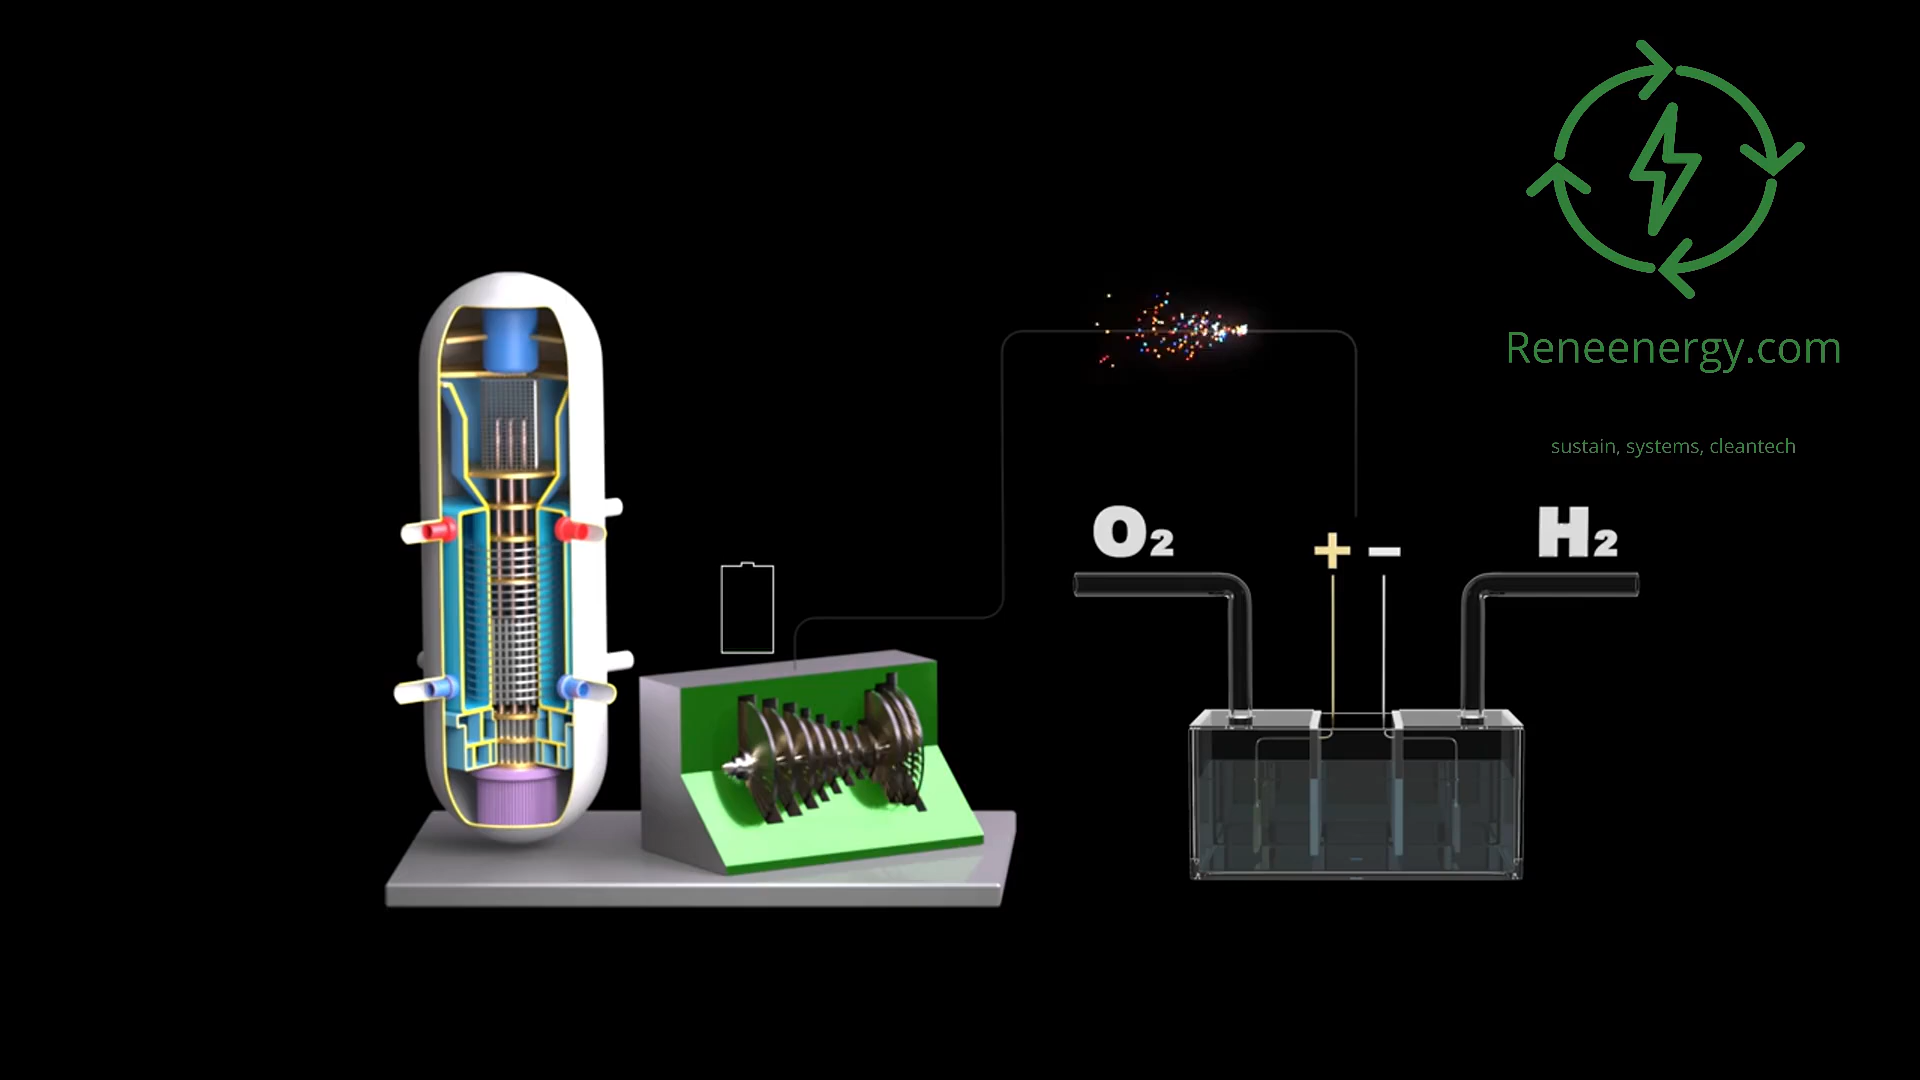 Reneenergy.com
sustain, systems, cleantech
O₂
H₂
+ −